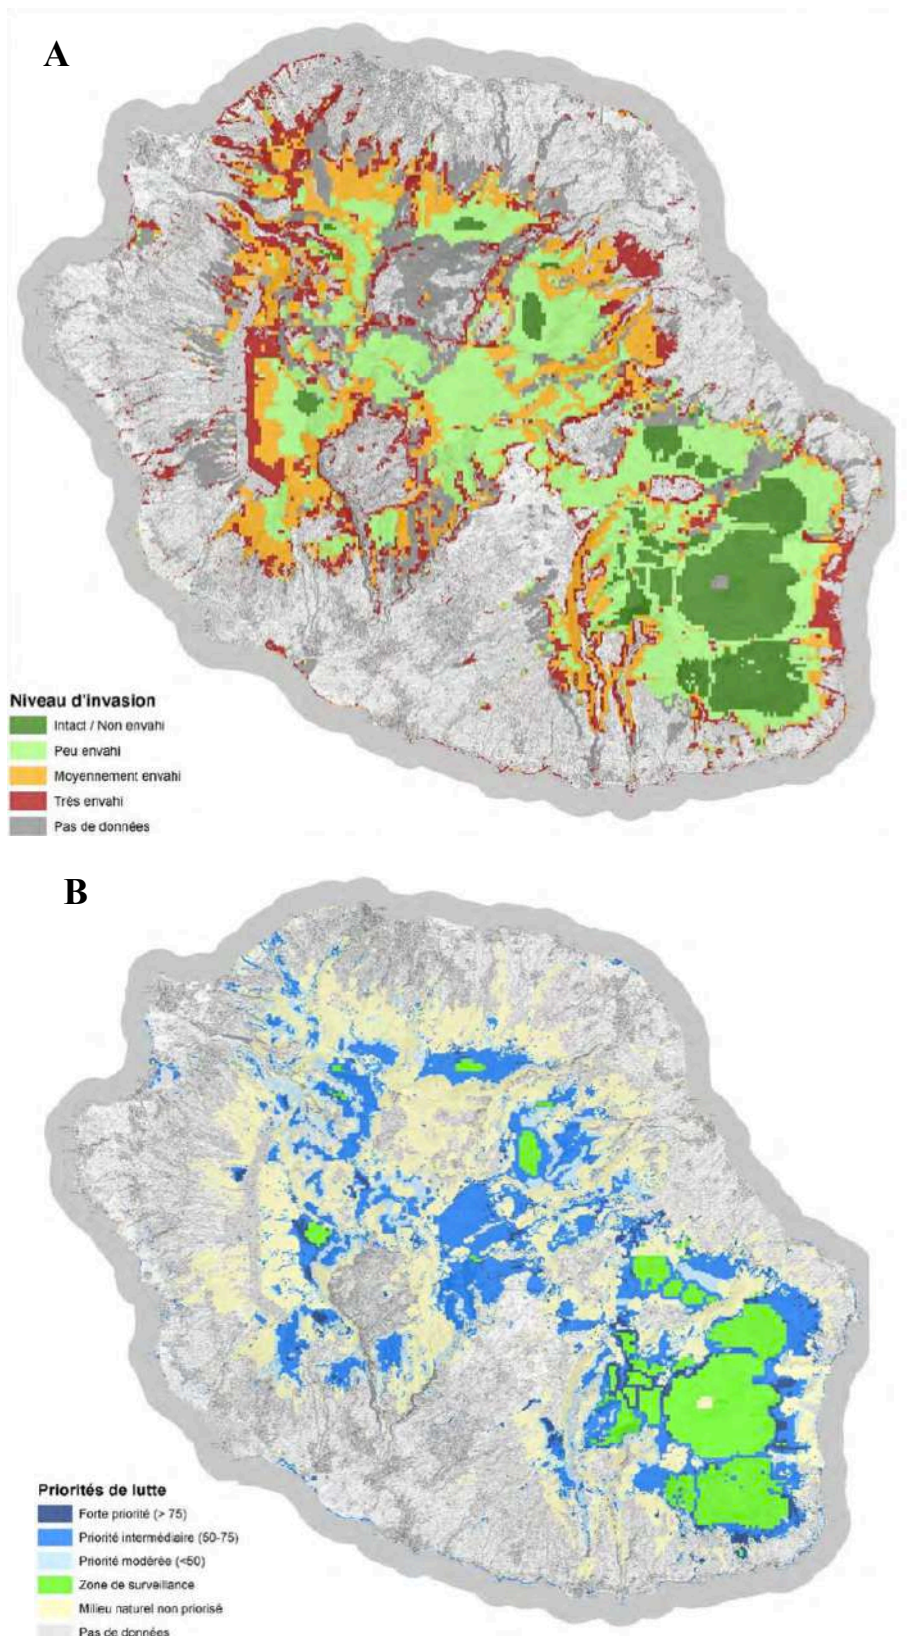 A
Niveau d'invasion
Intact / Non envahi
Peu envahi
Moyennement envahi
Très envahi
Pas de données
B
Priorités de lutte
Forte priorité (> 75)
Priorité intermédiaire (50-75)
Priorité modérée (<50)
Zone de surveillance
Milieu naturel non priorisé
Pas de données